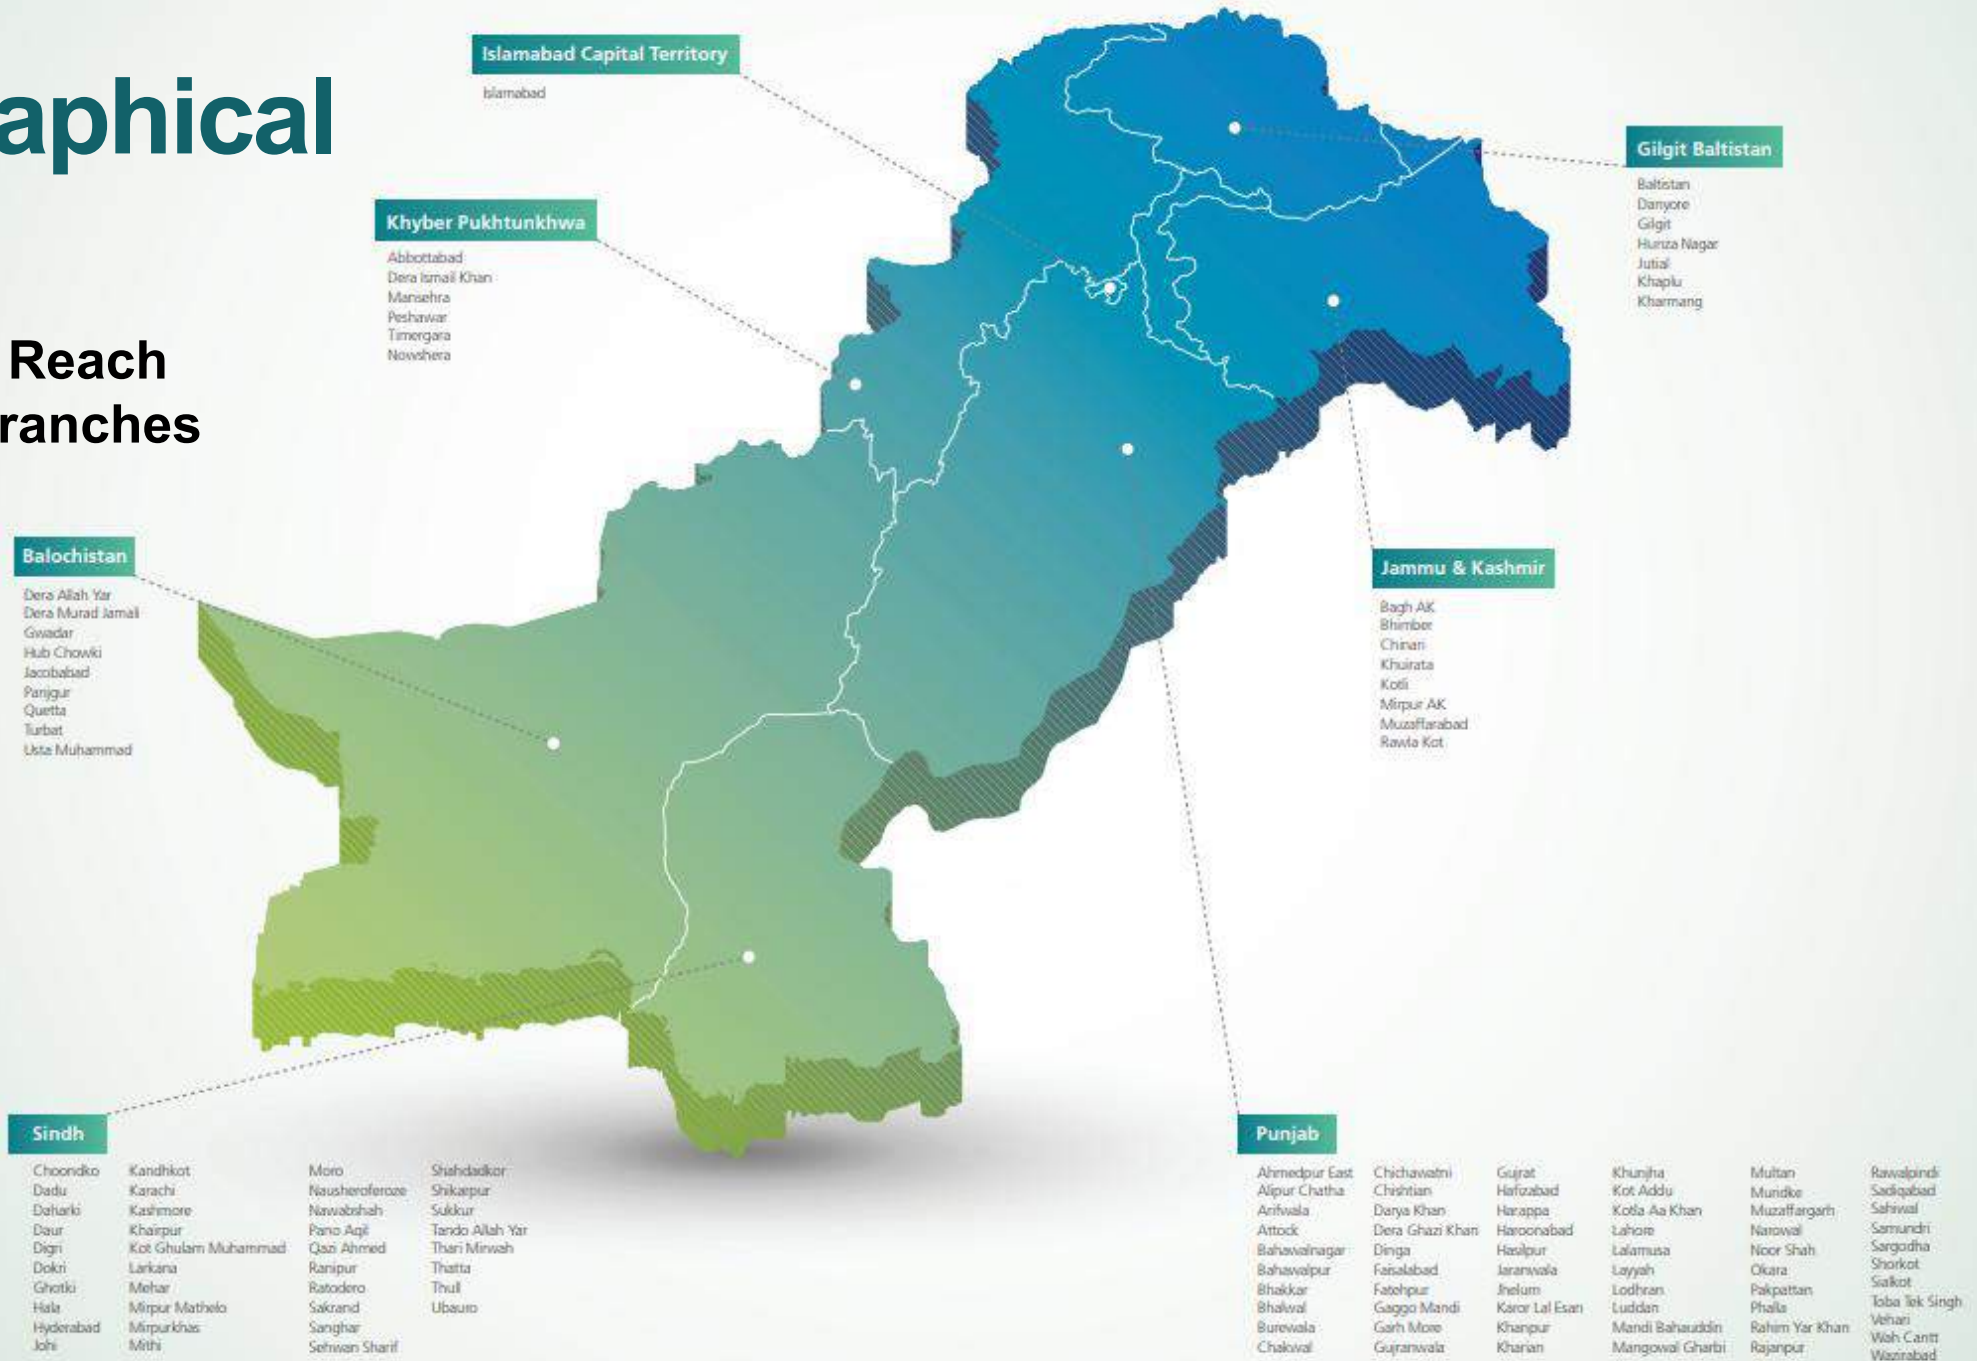 aphical
Reach
ranches
Islamabad Capital Territory
Islamabad
Khyber Pukhtunkhwa
Abbottabad
Dera Ismail Khan
Mansehra
Peshawar
Timergara
Nowshera
Gilgit Baltistan
Baltistan
Danyore
Gilgit
Hunza Nagar
Jutial
Khaplu
Kharmang
Balochistan
Dera Allah Yar
Dera Murad Jamali
Gwadar
Hub Chowki
Jacobabad
Panjgur
Quetta
Turbat
Usta Muhammad
Jammu & Kashmir
Bagh AK
Bhimber
Chinari
Khuirata
Kotli
Mirpur AK
Muzaffarabad
Rawla Kot
Sindh
Choondko
Dadu
Daharki
Daur
Digri
Dokri
Ghotki
Hala
Hyderabad
Johi
Kandhkot
Karachi
Kashmore
Khairpur
Kot Ghulam Muhammad
Larkana
Mehar
Mirpur Mathelo
Mirpurkhas
Mithi
Moro
Nausheroferoze
Nawabshah
Pano Aqil
Qazi Ahmed
Ranipur
Ratodero
Sakrand
Sanghar
Sehwan Sharif
Shahdadkor
Shikarpur
Sukkur
Tando Allah Yar
Thari Mirwah
Thatta
Thull
Ubauro
Punjab
Ahmedpur East
Alipur Chatha
Arifwala
Attock
Bahawalnagar
Bahawalpur
Bhakkar
Bhalwal
Burewala
Chakwal
Chichawatni
Chishtian
Darya Khan
Dera Ghazi Khan
Dinga
Faisalabad
Fatehpur
Gaggo Mandi
Garh More
Gujranwala
Gujrat
Hafizabad
Harappa
Haroonabad
Hasilpur
Jaranwala
Jhelum
Karor Lal Esan
Khanpur
Kharian
Khunjha
Kot Addu
Kotla Aa Khan
Lahore
Lalamusa
Layyah
Lodhran
Luddan
Mandi Bahauddin
Mangowal Gharbi
Multan
Muridke
Muzaffargarh
Narowal
Noor Shah
Okara
Pakpattan
Phalia
Rahim Yar Khan
Rajanpur
Rawalpindi
Sadiqabad
Sahiwal
Samundri
Sargodha
Shorkot
Sialkot
Toba Tek Singh
Vehari
Wah Cantt
Wazirabad